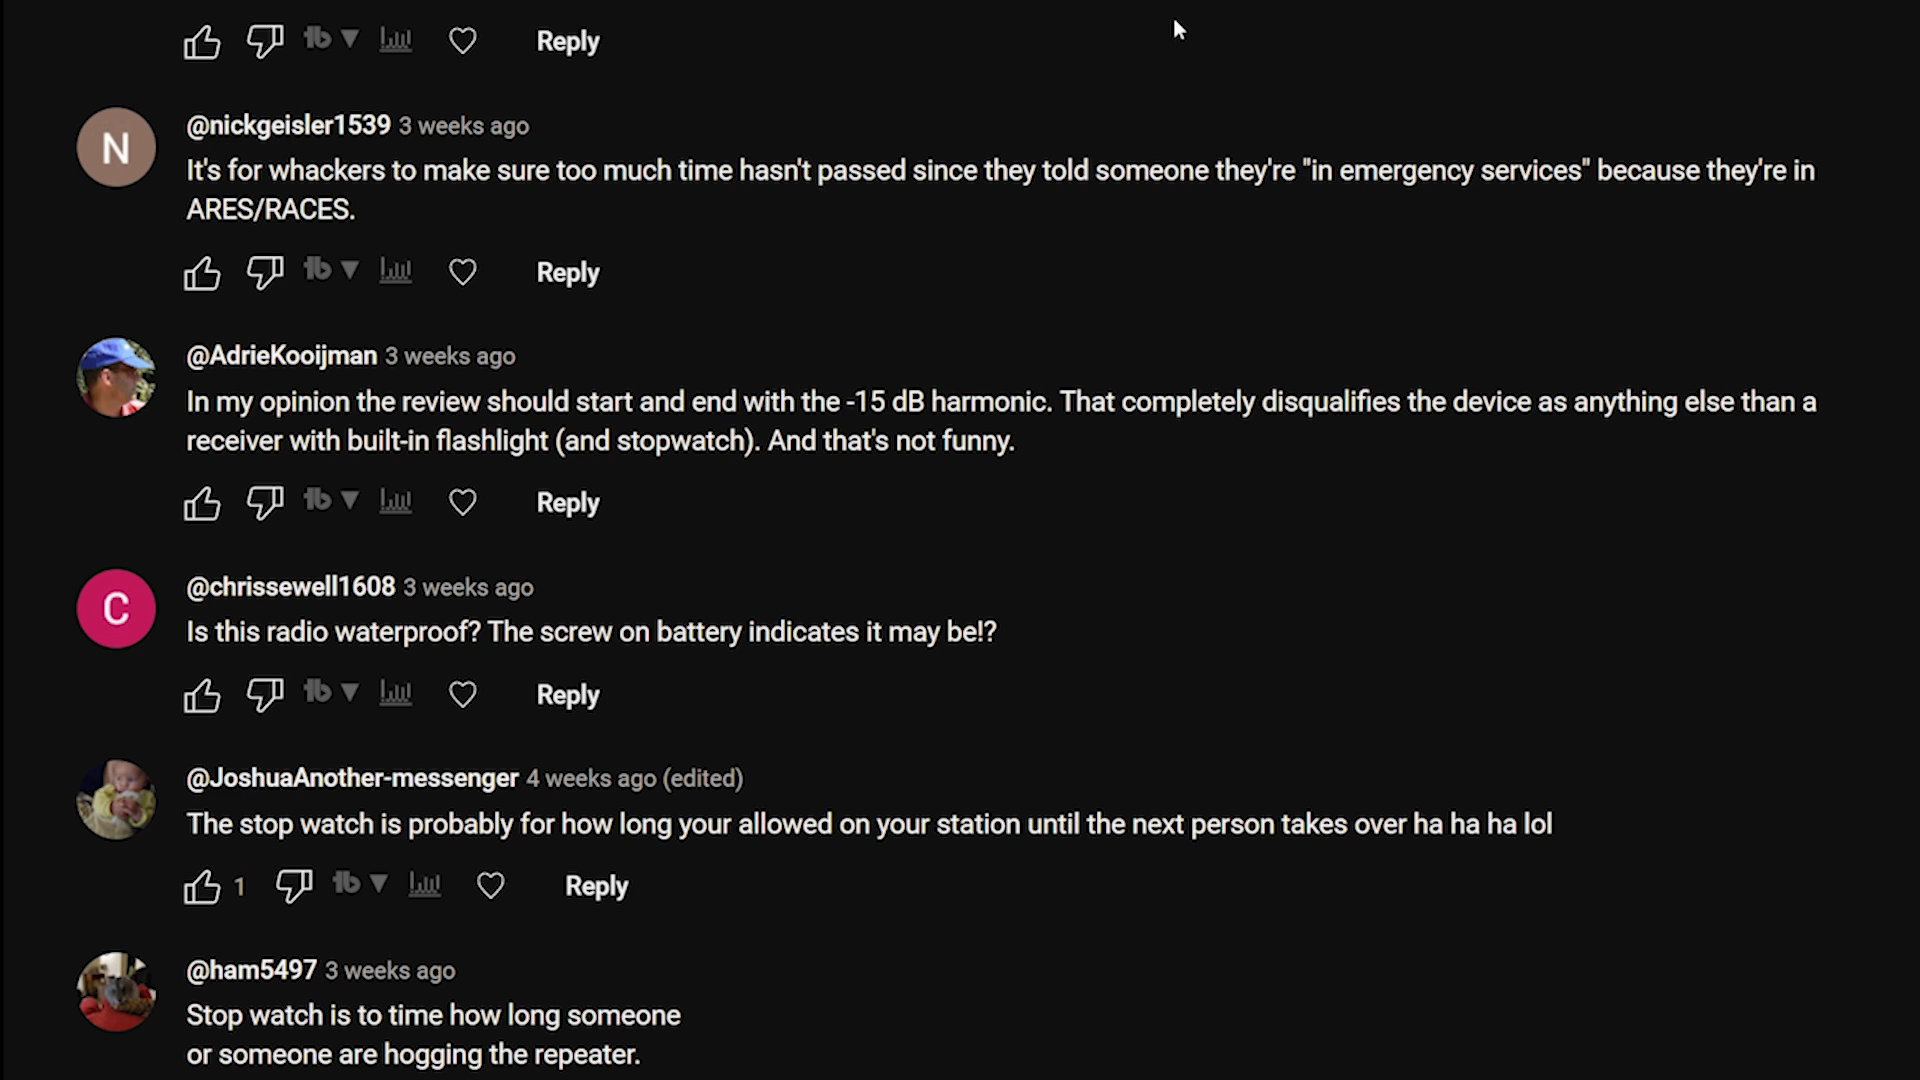 Reply
N
@nickgeisler1539 3 weeks ago
It's for whackers to make sure too much time hasn't passed since they told someone they're "in emergency services" because they're in
ARES/RACES.
Reply
@AdrieKooijman 3 weeks ago
In my opinion the review should start and end with the -15 dB harmonic. That completely disqualifies the device as anything else than a
receiver with built-in flashlight (and stopwatch). And that's not funny.
Reply
C
@chrissewell1608 3 weeks ago
Is this radio waterproof? The screw on battery indicates it may be!?
Reply
@JoshuaAnother-messenger 4 weeks ago (edited)
The stop watch is probably for how long your allowed on your station until the next person takes over ha ha ha lol
1 Reply
@ham5497 3 weeks ago
Stop watch is to time how long someone
or someone are hogging the repeater.